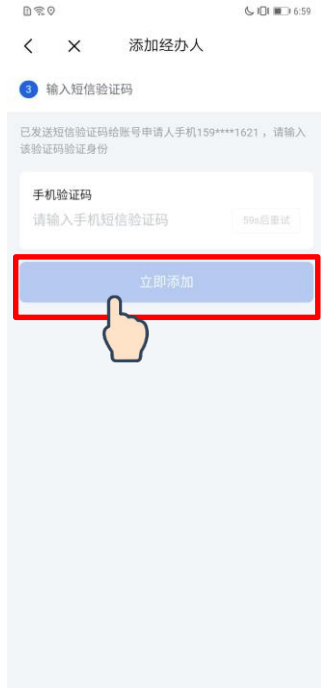 6:59
添加经办人
3 输入短信验证码
已发送短信验证码给账号申请人手机159****1621，请输入
该验证码验证身份
手机验证码
请输入手机短信验证码 59s后重试
立即添加